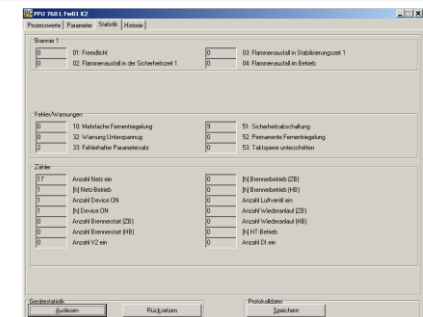 PFU 760 L Fw01 K2
Prozesswerte Parameter Statistik Historie
Brenner 1
0 01: Fremdlicht
0 03: Flammenausfall in Stabilisierungszeit 1
0 02: Flammenausfall in der Sicherheitszeit 1
0 04: Flammenausfall im Betrieb
Fehler/Warnungen
0 10: Mehrfache Fernentriegelung
9 51: Sicherheitsabschaltung
0 32: Warnung Unterspannug
0 52: Permanente Fernentriegelung
2 33: Fehlerhafter Parametersatz
0 53: Taktsperre unterschritten
Zähler
17 Anzahl Netz ein
0 [h] Brennerbetrieb (ZB)
1 [h] Netz-Betrieb
0 [h] Brennerbetrieb (HB)
1 Anzahl Device ON
0 Anzahl Luftventil ein
1 [h] Device ON
0 Anzahl Wiederanlauf (ZB)
0 Anzahl Brennerstart (ZB)
0 Anzahl Wiederanlauf (HB)
0 Anzahl Brennerstart (HB)
0 [h] HT-Betrieb
0 Anzahl V2 ein
0 Anzahl DI ein
Gerätestatistik
Protokolldatei
Auslesen Rücksetzen Speichern